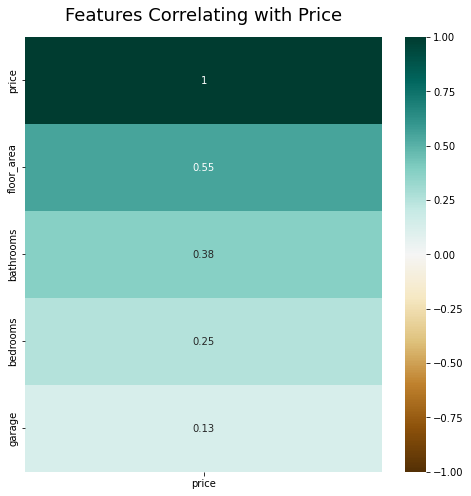 Features Correlating with Price
price
1
floor_area
0.55
bathrooms
0.38
bedrooms
0.25
garage
0.13
price
1.00
0.75
0.50
0.25
0.00
−0.25
−0.50
−0.75
−1.00